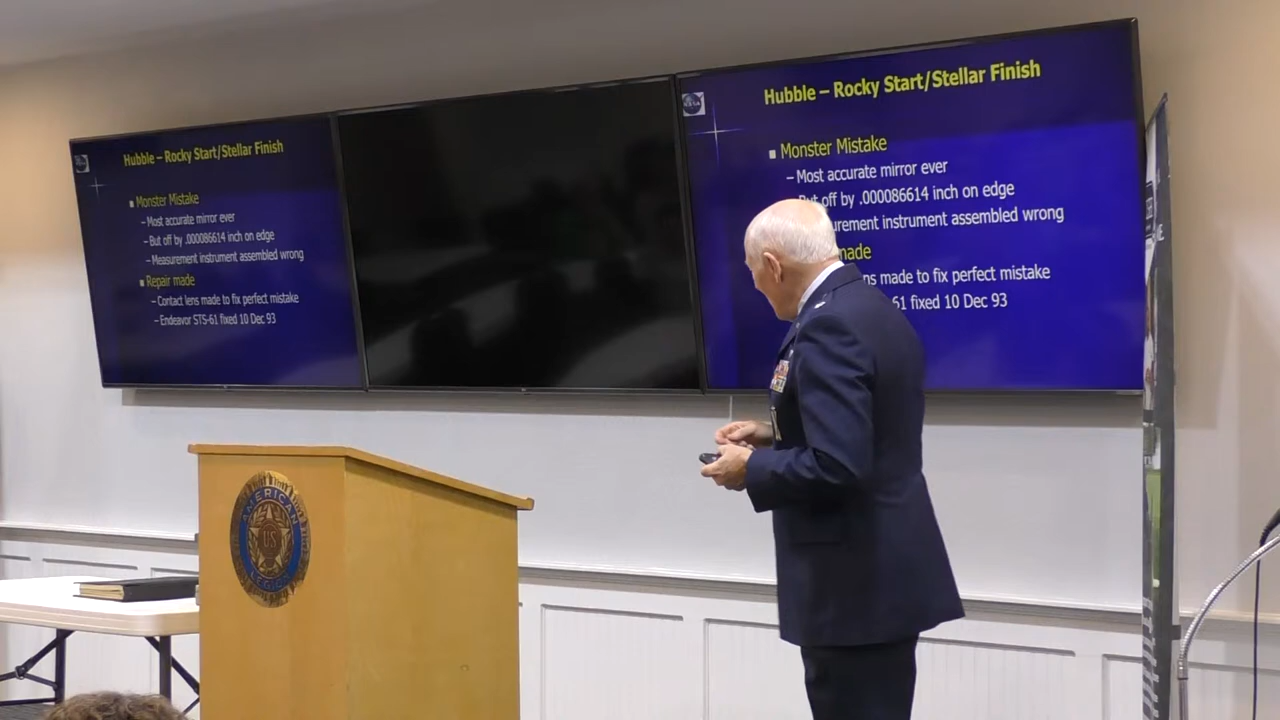 Hubble – Rocky Start/Stellar Finish
■ Monster Mistake
– Most accurate mirror ever
– But off by .000086614 inch on edge
– Measurement instrument assembled wrong
■ Repair made
– Contact lens made to fix perfect mistake
– Endeavor STS-61 fixed 10 Dec 93
NASA
Hubble – Rocky Start/Stellar Finish
■ Monster Mistake
– Most accurate mirror ever
– But off by .000086614 inch on edge
urement instrument assembled wrong
made
ns made to fix perfect mistake
61 fixed 10 Dec 93
AMERICAN
US
LEGION